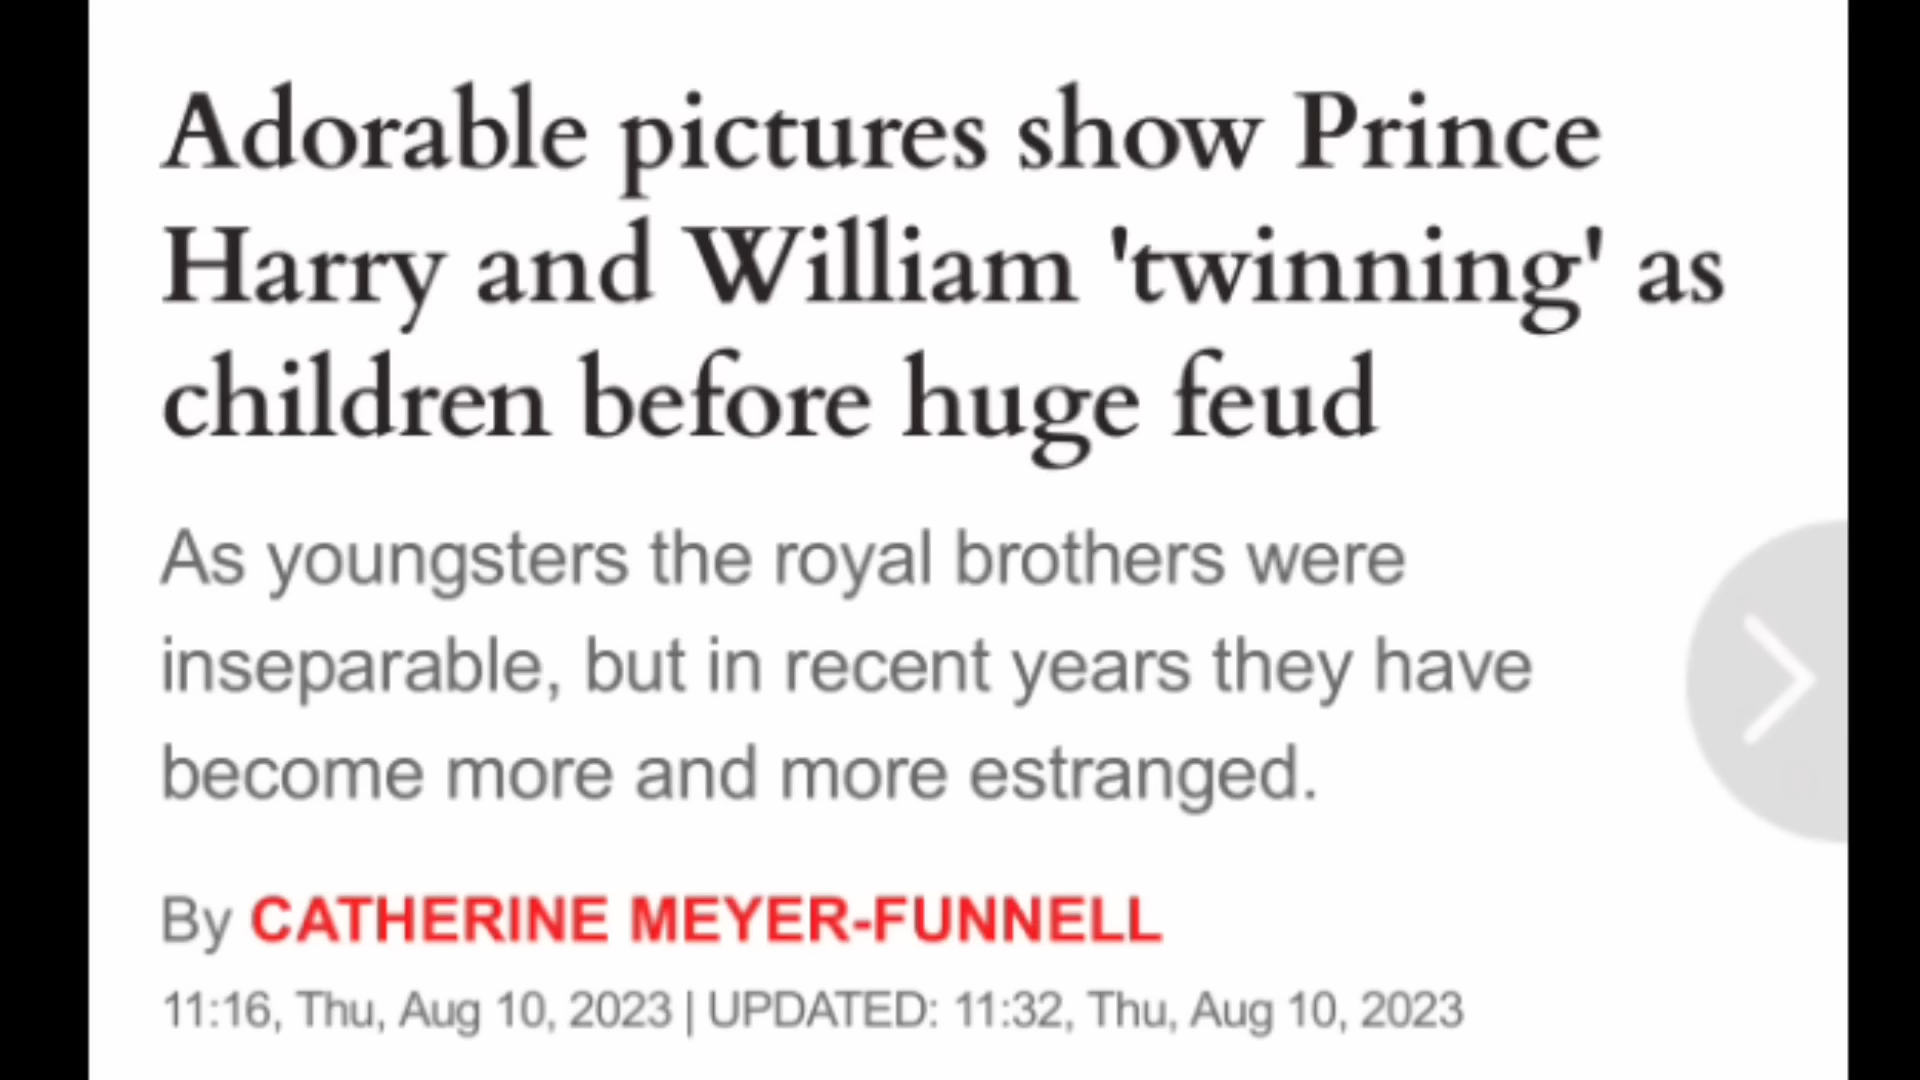 Adorable pictures show Prince
Harry and William 'twinning' as
children before huge feud
As youngsters the royal brothers were
inseparable, but in recent years they have
become more and more estranged.
By CATHERINE MEYER-FUNNELL
11:16, Thu, Aug 10, 2023 | UPDATED: 11:32, Thu, Aug 10, 2023